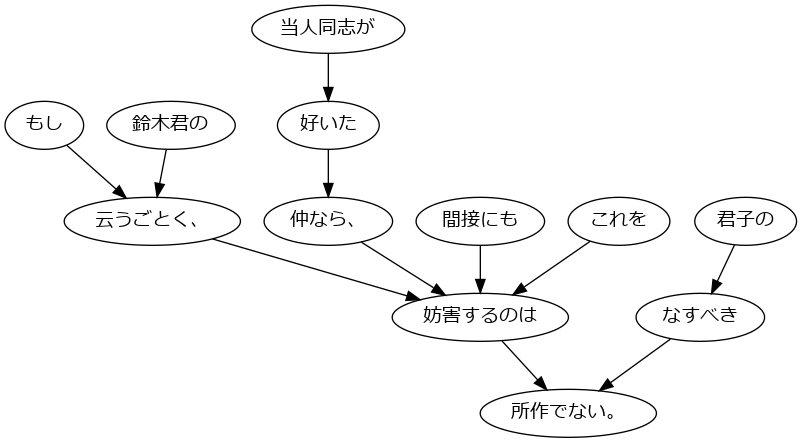 当人同志が
もし
鈴木君の
好いた
云うごとく、
仲なら、
間接にも
これを
君子の
妨害するのは
なすべき
所作でない。